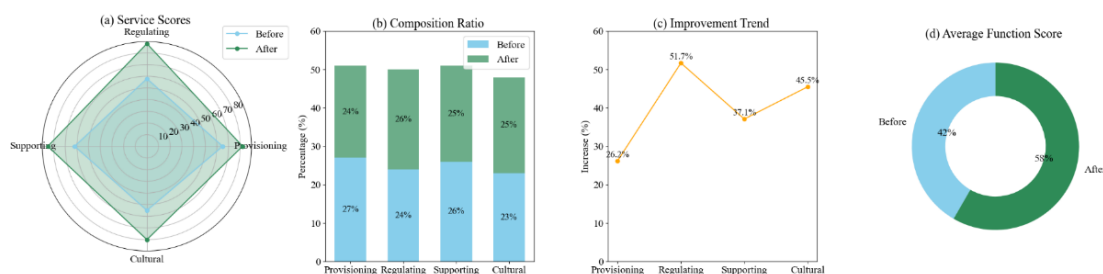 (a) Service Scores
Regulating
Before
After
80
70
60
50
40
30
20
10
Supporting
Provisioning
Cultural
(b) Composition Ratio
60
50
40
30
20
10
0
Percentage (%)
Before
After
24%
26%
25%
25%
27%
24%
26%
23%
Provisioning Regulating Supporting Cultural
(c) Improvement Trend
60
50
40
30
20
10
0
Increase (%)
26.2%
51.7%
37.1%
45.5%
Provisioning Regulating Supporting Cultural
(d) Average Function Score
Before
42%
58%
After